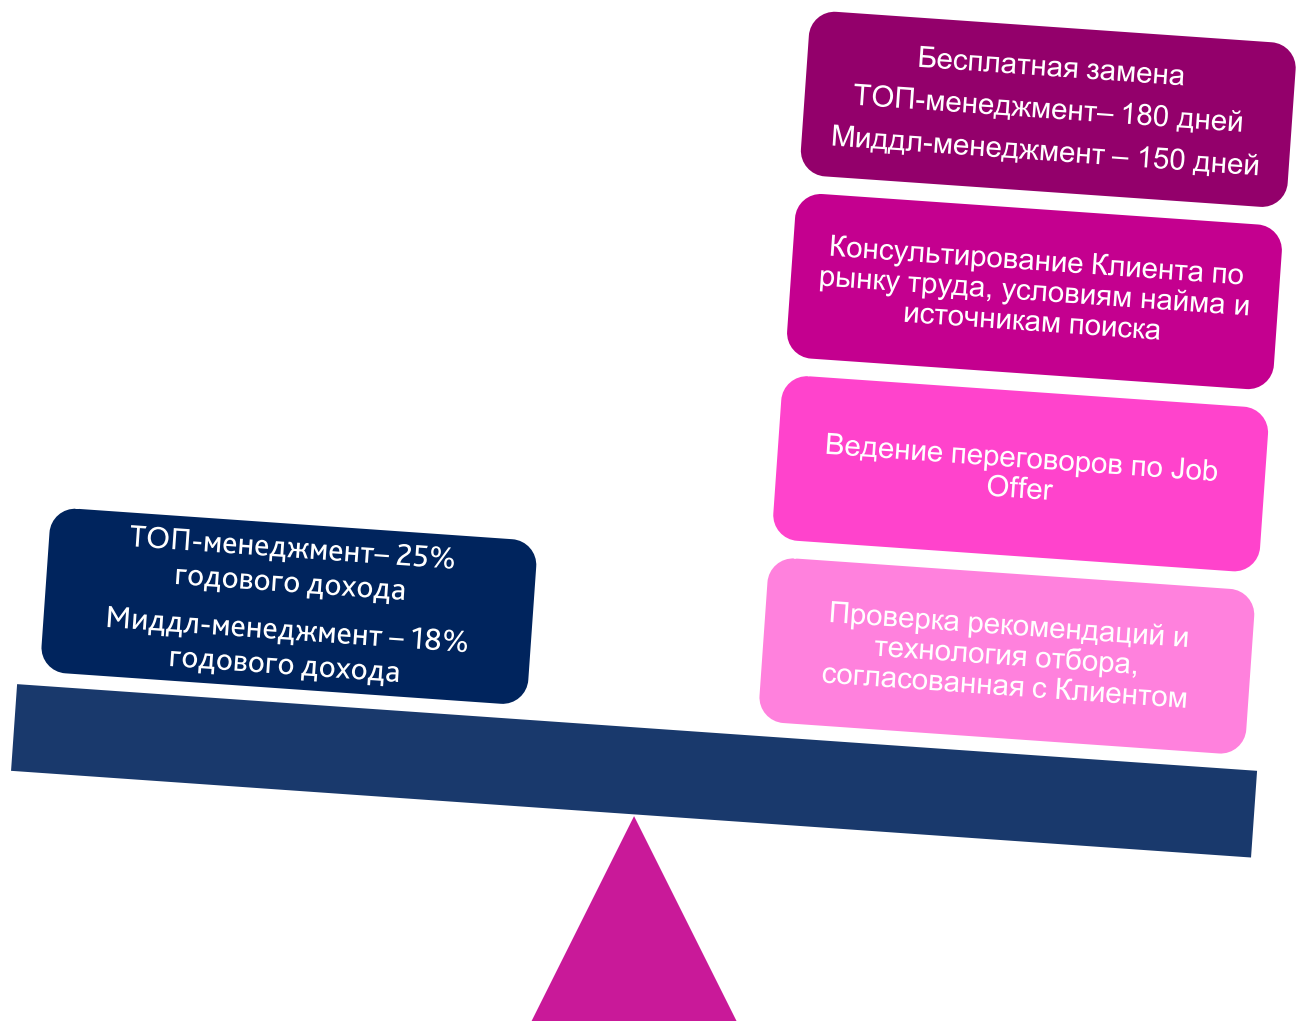 Бесплатная замена
ТОП-менеджмент– 180 дней
Миддл-менеджмент – 150 дней
Консультирование Клиента по
рынку труда, условиям найма и
источникам поиска
Ведение переговоров по Job
Offer
Проверка рекомендаций и
технология отбора,
согласованная с Клиентом
ТОП-менеджмент– 25%
годового дохода
Миддл-менеджмент – 18%
годового дохода